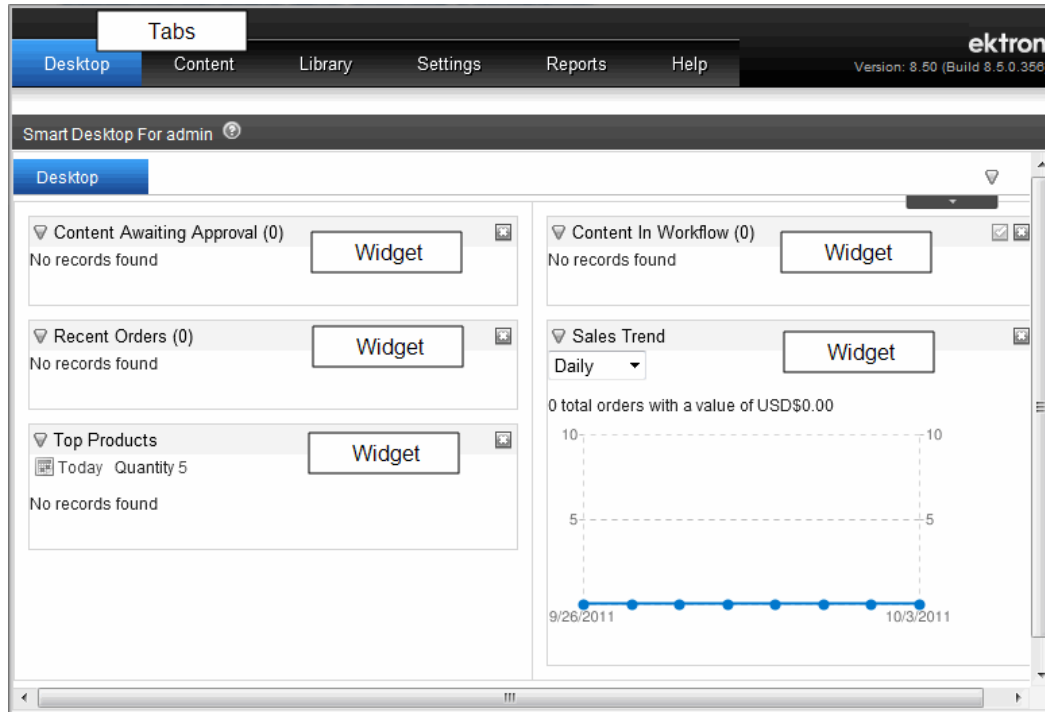 Tabs
ektron
Desktop Content Library Settings Reports Help
Version: 8.50 (Build 8.5.0.356
Smart Desktop For admin
Desktop
Content Awaiting Approval (0)
Widget
No records found
Content In Workflow (0)
Widget
No records found
Recent Orders (0)
Widget
No records found
Sales Trend
Widget
Daily
0 total orders with a value of USD$0.00
10 10
5 5
9/26/2011 10/3/2011
Top Products
Widget
Today Quantity 5
No records found